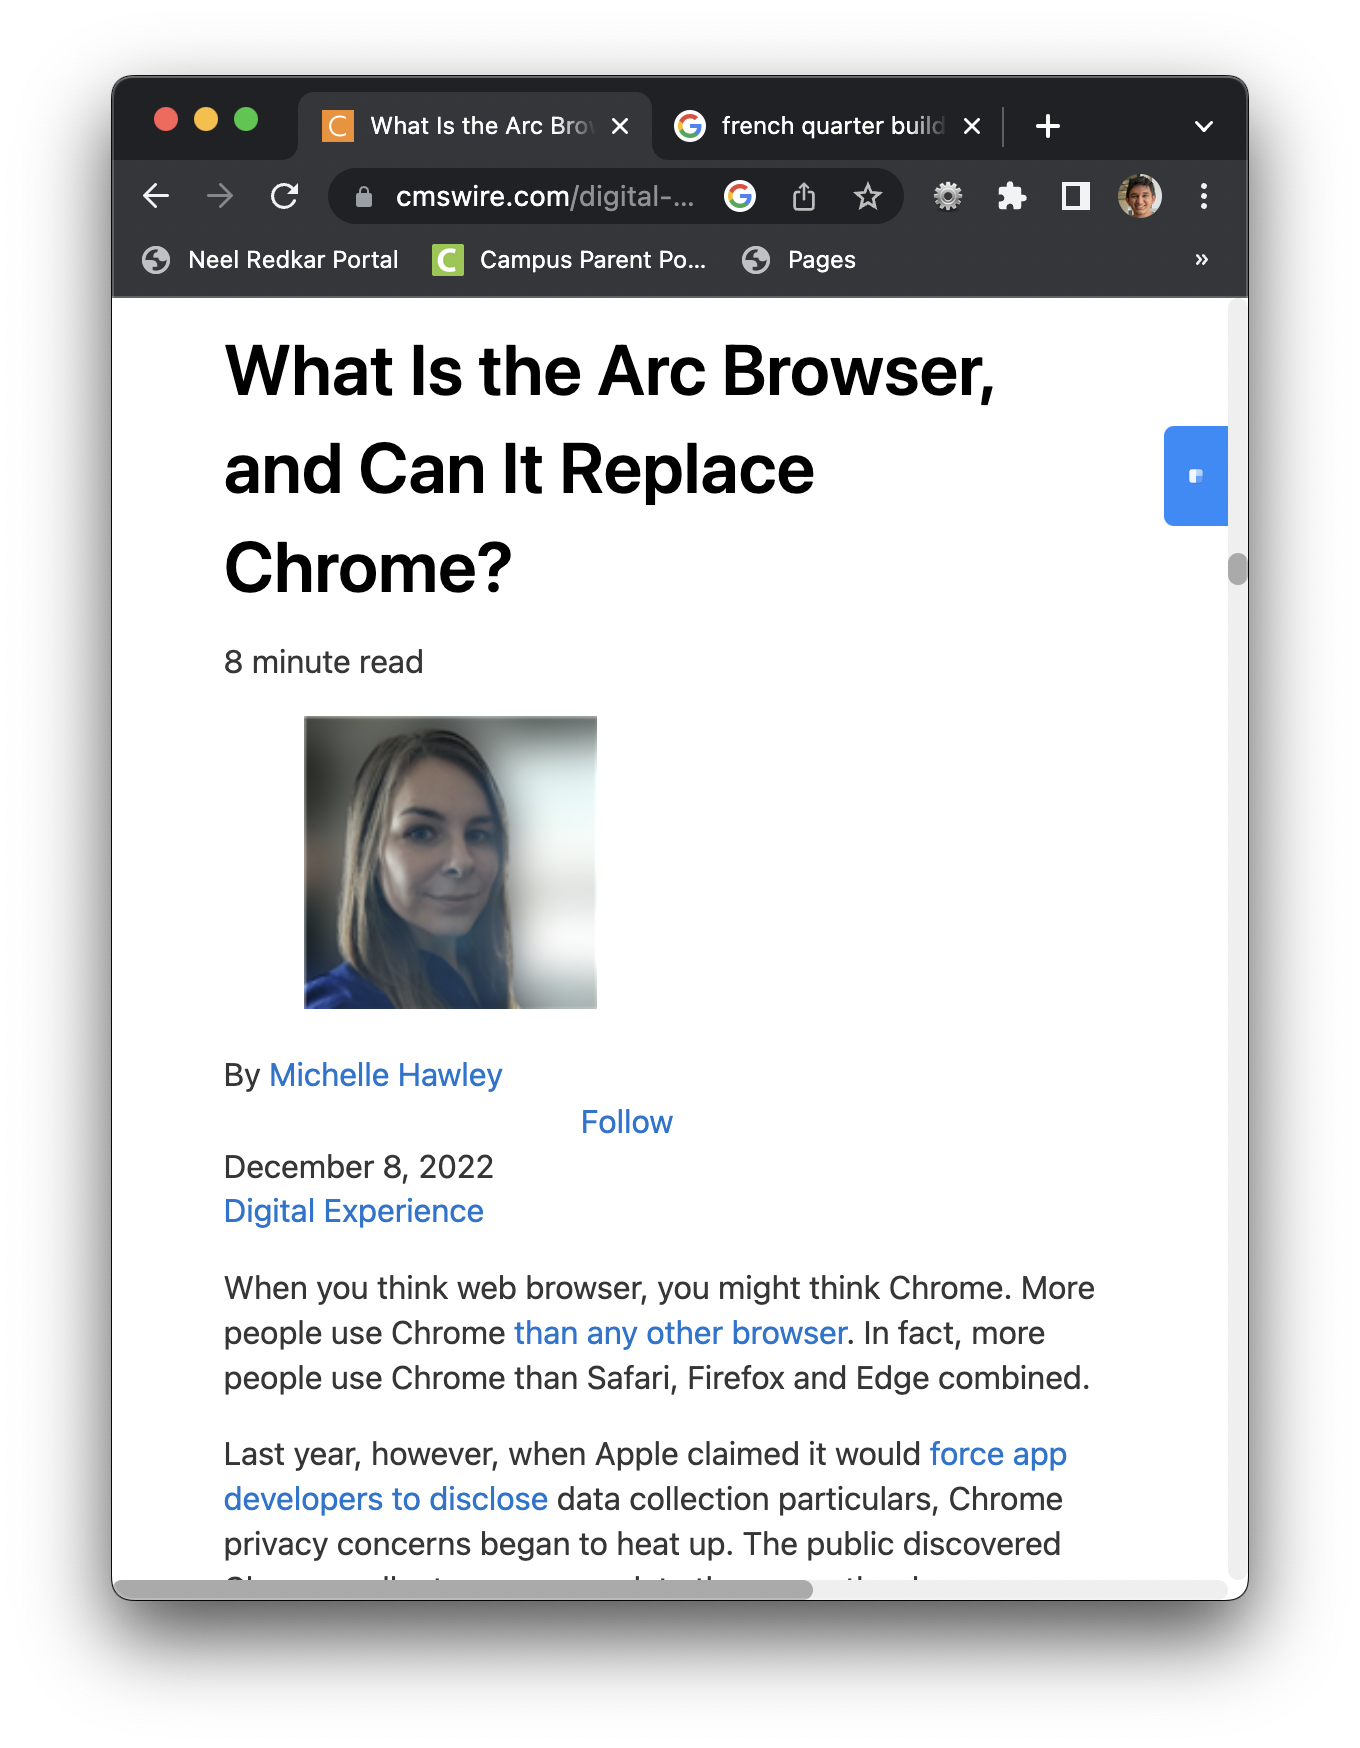 What Is the Arc Brow
french quarter build
cmswire.com/digital-...
Neel Redkar Portal
Campus Parent Po...
Pages
What Is the Arc Browser,
and Can It Replace
Chrome?
8 minute read
By Michelle Hawley
Follow
December 8, 2022
Digital Experience
When you think web browser, you might think Chrome. More
people use Chrome than any other browser. In fact, more
people use Chrome than Safari, Firefox and Edge combined.
Last year, however, when Apple claimed it would force app
developers to disclose data collection particulars, Chrome
privacy concerns began to heat up. The public discovered